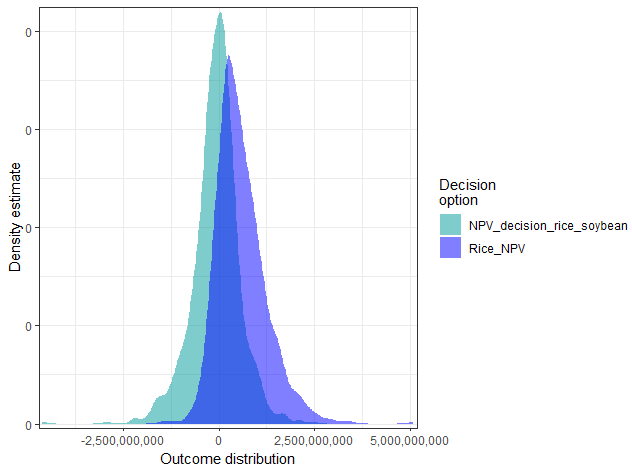 0
0
0
0
0
Density estimate
-2,500,000,000
0
2,500,000,000
5,000,000,000
Outcome distribution
Decision
option
NPV_decision_rice_soybean
Rice_NPV